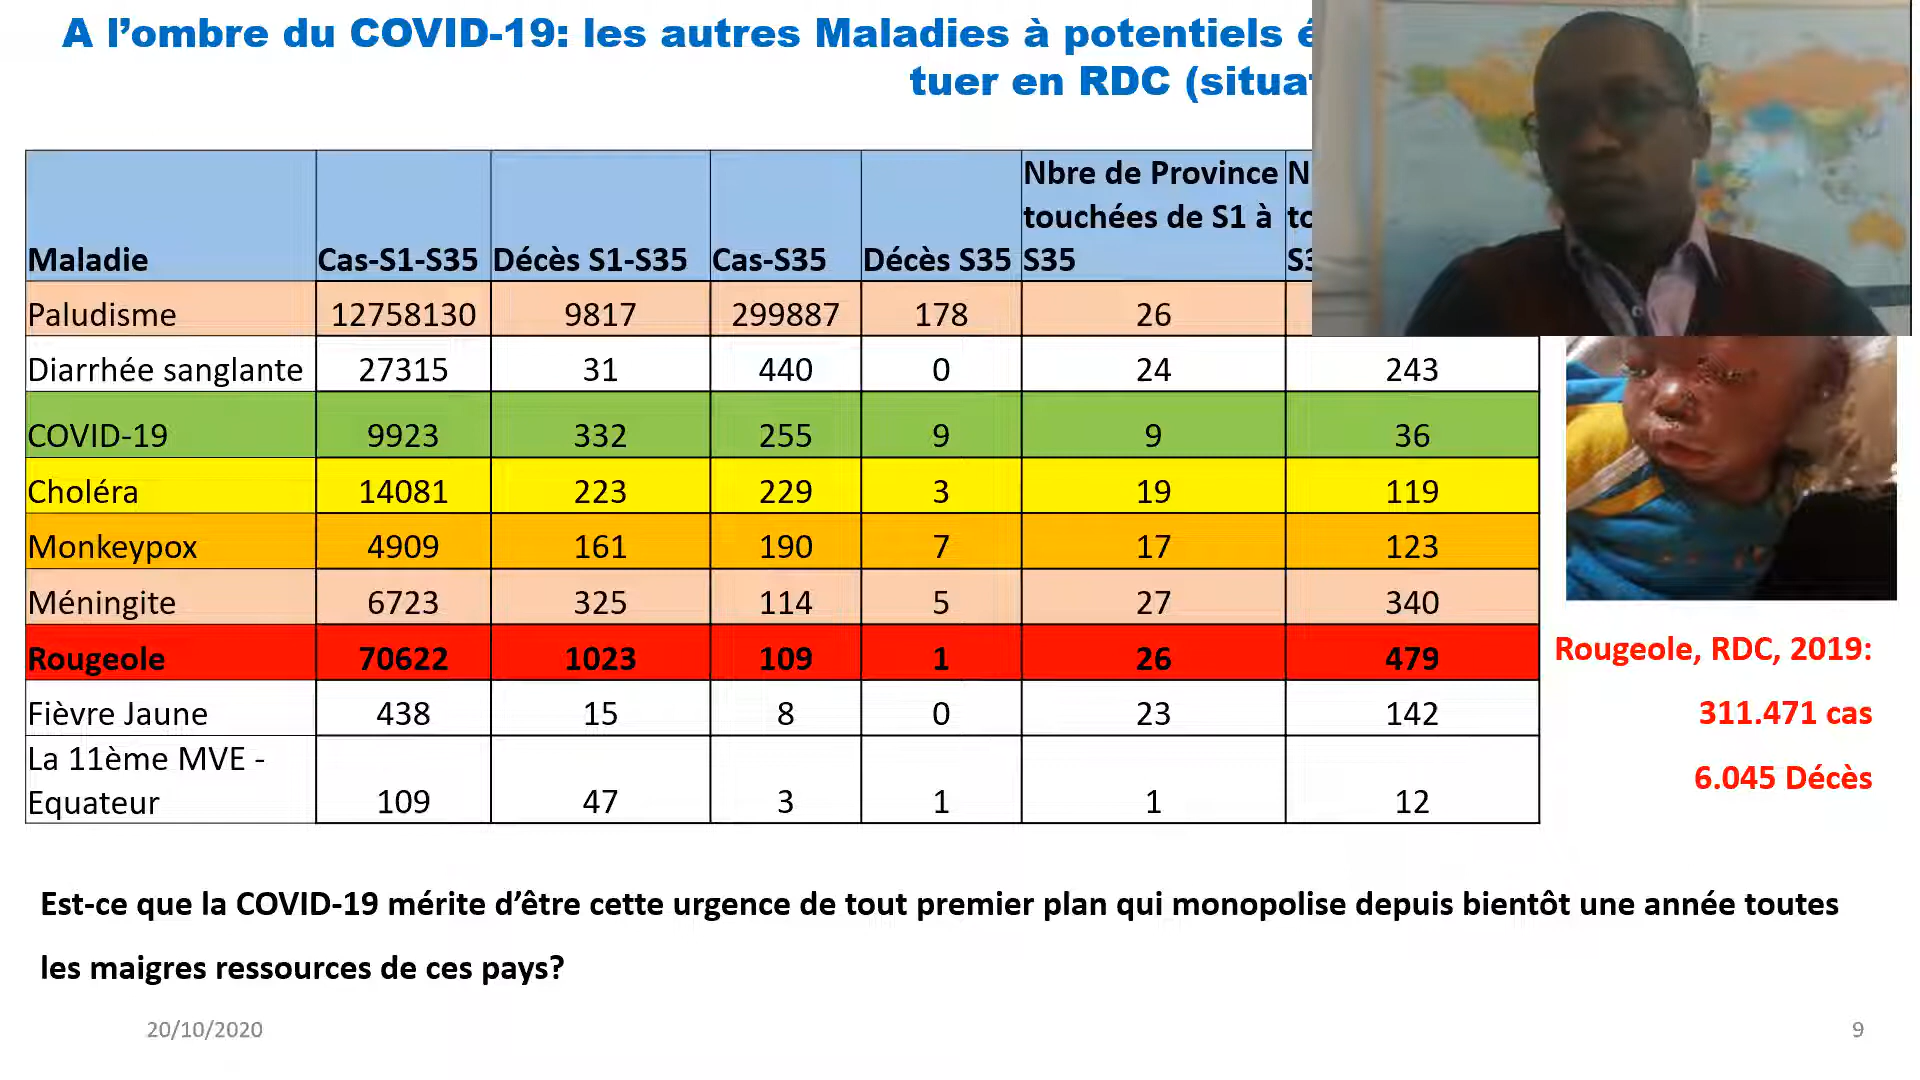 A l’ombre du COVID-19: les autres Maladies à potentiels
tuer en RDC
Maladie Cas-S1-S35 Décès S1-S35 Cas-S35 Décès S35 Nbre de Province touchées de S1 à S35
Paludisme 12758130 9817 299887 178 26
Diarrhée sanglante 27315 31 440 0 24 243
COVID-19 9923 332 255 9 9 36
Choléra 14081 223 229 3 19 119
Monkeypox 4909 161 190 7 17 123
Méningite 6723 325 114 5 27 340
Rougeole 70622 1023 109 1 26 479
Fièvre Jaune 438 15 8 0 23 142
La 11ème MVE - Equateur 109 47 3 1 1 12
Rougeole, RDC, 2019:
311.471 cas
6.045 Décès
Est-ce que la COVID-19 mérite d’être cette urgence de tout premier plan qui monopolise depuis bientôt une année toutes
les maigres ressources de ces pays?
20/10/2020
9